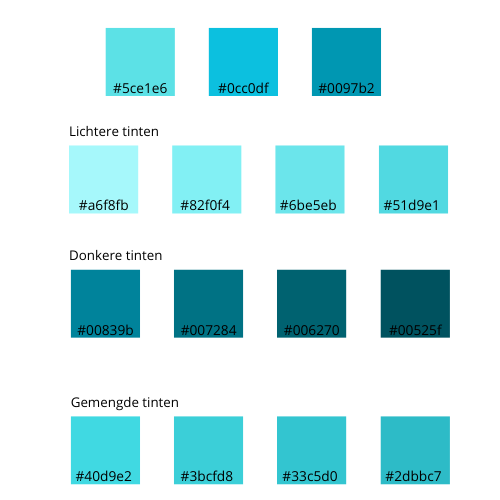 #5ce1e6 #0cc0df #0097b2
Lichtere tinten
#a6f8fb #82f0f4 #6be5eb #51d9e1
Donkere tinten
#00839b #007284 #006270 #00525f
Gemengde tinten
#40d9e2 #3bcfd8 #33c5d0 #2dbbc7